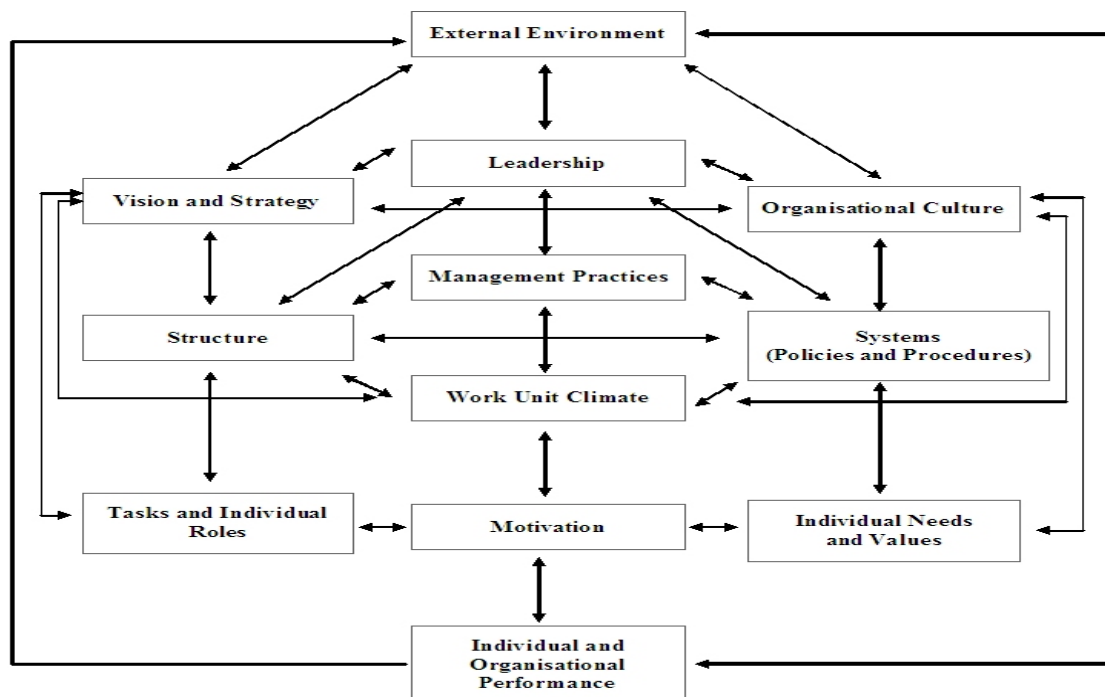 External Environment
Leadership
Vision and Strategy
Organisational Culture
Management Practices
Structure
Systems
(Policies and Procedures)
Work Unit Climate
Tasks and Individual
Roles
Motivation
Individual Needs
and Values
Individual and
Organisational
Performance